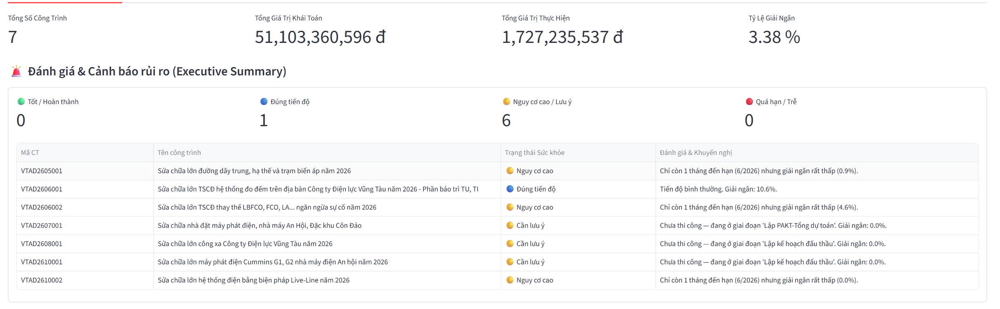 Tổng Số Công Trình
7
Tổng Giá Trị Khái Toán
51,103,360,596 đ
Tổng Giá Trị Thực Hiện
1,727,235,537 đ
Tỷ Lệ Giải Ngân
3.38 %
Đánh giá & Cảnh báo rủi ro (Executive Summary)
Tốt / Hoàn thành
0
Đúng tiến độ
1
Nguy cơ cao / Lưu ý
6
Quá hạn / Trễ
0
Mã CT Tên công trình Trạng thái Sức khỏe Đánh giá & Khuyến nghị
VTAD2605001 Sửa chữa lớn đường dây trung, hạ thế và trạm biến áp năm 2026 Nguy cơ cao Chỉ còn 1 tháng đến hạn (6/2026) nhưng giải ngân rất thấp (0.9%).
VTAD2606001 Sửa chữa lớn TSCĐ hệ thống đo đếm trên địa bàn Công ty Điện lực Vũng Tàu năm 2026 - Phần bảo trì TU, TI Đúng tiến độ Tiến độ bình thường. Giải ngân: 10.6%.
VTAD2606002 Sửa chữa lớn TSCĐ thay thế LBFCO, FCO, LA... ngăn ngừa sự cố năm 2026 Nguy cơ cao Chỉ còn 1 tháng đến hạn (6/2026) nhưng giải ngân rất thấp (4.6%).
VTAD2607001 Sửa chữa nhà đặt máy phát điện, nhà máy An Hội, Đặc khu Côn Đảo Cần lưu ý Chưa thi công — đang ở giai đoạn 'Lập PAKT-Tổng dự toán'. Giải ngân: 0.0%.
VTAD2608001 Sửa chữa lớn công xa Công ty Điện lực Vũng Tàu năm 2026 Cần lưu ý Chưa thi công — đang ở giai đoạn 'Lập kế hoạch đấu thầu'. Giải ngân: 0.0%.
VTAD2610001 Sửa chữa lớn máy phát điện Cummins G1, G2 nhà máy điện An hội năm 2026 Cần lưu ý Chưa thi công — đang ở giai đoạn 'Lập kế hoạch đấu thầu'. Giải ngân: 0.0%.
VTAD2610002 Sửa chữa lớn hệ thống điện bằng biện pháp Live-Line năm 2026 Nguy cơ cao Chỉ còn 1 tháng đến hạn (6/2026) nhưng giải ngân rất thấp (0.0%).